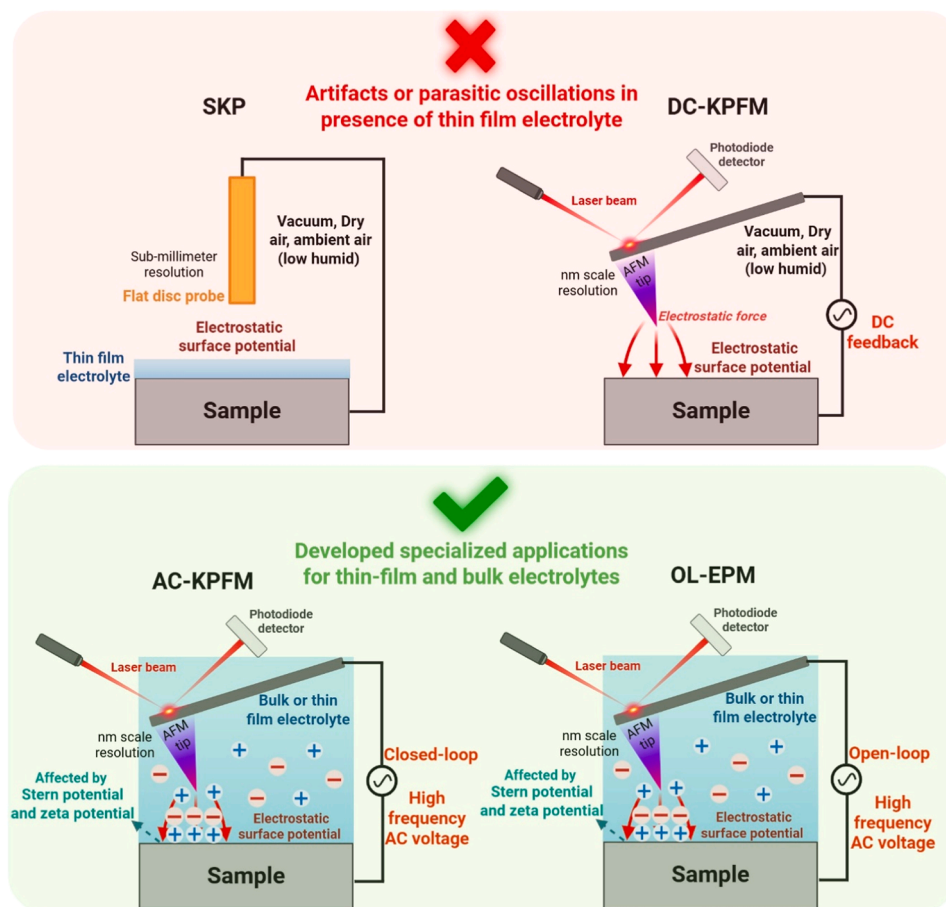 Artifacts or parasitic oscillations in
presence of thin film electrolyte
SKP
Vacuum, Dry
air, ambient air
(low humid)
Sub-millimeter
resolution
Flat disc probe
Electrostatic
surface potential
Thin film
electrolyte
Sample
DC-KPFM
Photodiode
detector
Laser beam
Vacuum, Dry
air, ambient air
(low humid)
nm scale
resolution
AFM
tip
Electrostatic force
DC
feedback
Electrostatic
surface potential
Sample
Developed specialized applications
for thin-film and bulk electrolytes
AC-KPFM
Photodiode
detector
Laser beam
Bulk or thin
film electrolyte
nm scale
resolution
AFM
tip
Closed-loop
Affected by
Stern potential
and zeta potential
High
frequency
AC voltage
Electrostatic
surface potential
Sample
OL-EPM
Photodiode
detector
Laser beam
Bulk or thin
film electrolyte
nm scale
resolution
AFM
tip
Open-loop
Affected by
Stern potential
and zeta potential
High
frequency
AC voltage
Electrostatic
surface potential
Sample